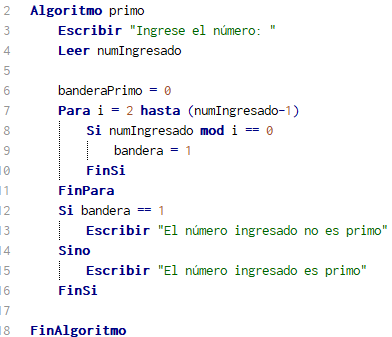 2 Algoritmo primo
3 Escribir "Ingrese el número: "
4 Leer numIngresado
5
6 banderaPrimo = 0
7 Para i = 2 hasta (numIngresado-1)
8 Si numIngresado mod i == 0
9 bandera = 1
10 FinSi
11 FinPara
12 Si bandera == 1
13 Escribir "El número ingresado no es primo"
14 Sino
15 Escribir "El número ingresado es primo"
16 FinSi
17
18 FinAlgoritmo